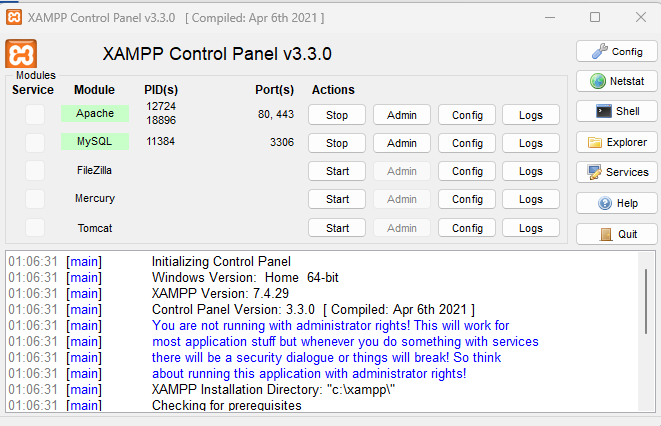 XAMPP Control Panel v3.3.0 [ Compiled: Apr 6th 2021 ]
XAMPP Control Panel v3.3.0
Config
Modules
Service Module PID(s) Port(s) Actions
Netstat
Apache 12724 18896 80, 443 Stop Admin Config Logs
Shell
MySQL 11384 3306 Stop Admin Config Logs
Explorer
FileZilla Start Admin Config Logs
Services
Mercury Start Admin Config Logs
Help
Tomcat Start Admin Config Logs
Quit
01:06:31 [main] Initializing Control Panel
01:06:31 [main] Windows Version: Home 64-bit
01:06:31 [main] XAMPP Version: 7.4.29
01:06:31 [main] Control Panel Version: 3.3.0 [ Compiled: Apr 6th 2021 ]
01:06:31 [main] You are not running with administrator rights! This will work for
01:06:31 [main] most application stuff but whenever you do something with services
01:06:31 [main] there will be a security dialogue or things will break! So think
01:06:31 [main] about running this application with administrator rights!
01:06:31 [main] XAMPP Installation Directory: "c:\xampp\"
01:06:31 [main] Checking for prerequisites